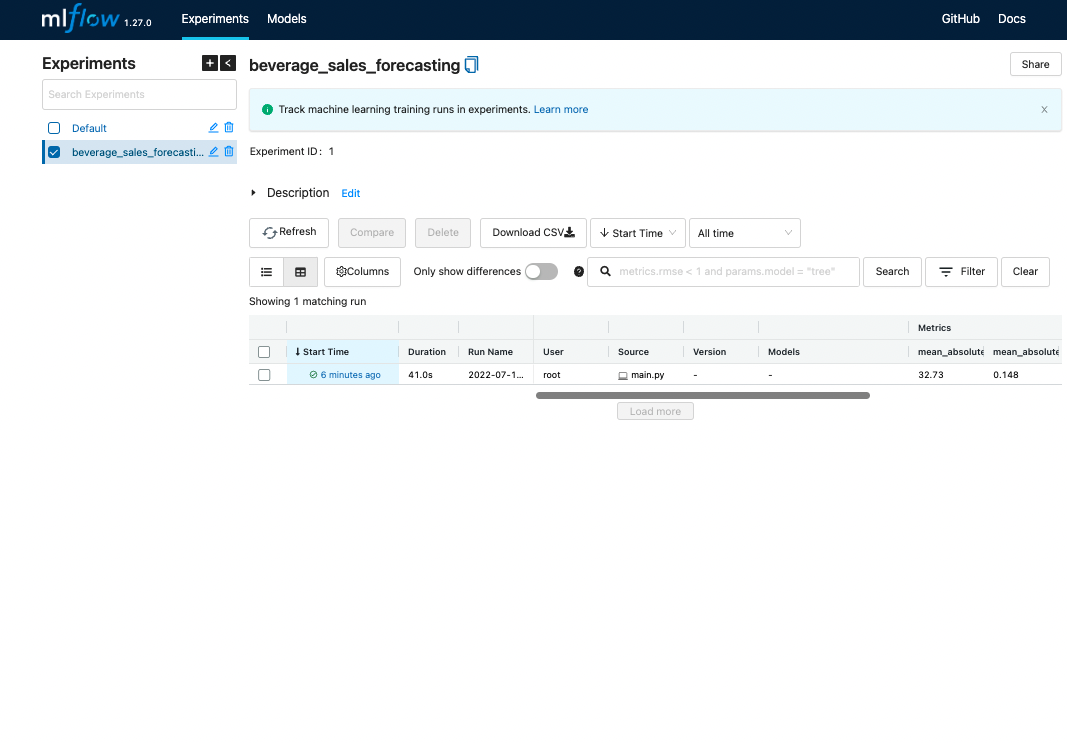 mlflow 1.27.0 Experiments Models GitHub Docs
Experiments + <
Search Experiments
Default
beverage_sales_forecasti...
beverage_sales_forecasting
Share
Track machine learning training runs in experiments. Learn more
Experiment ID: 1
Description Edit
Refresh Compare Delete Download CSV Start Time All time
Columns Only show differences ? metrics.rmse < 1 and params.model = "tree" Search Filter Clear
Showing 1 matching run
Metrics
Start Time Duration Run Name User Source Version Models mean_absolute mean_absolute
6 minutes ago 41.0s 2022-07-1... root main.py - - 32.73 0.148
Load more